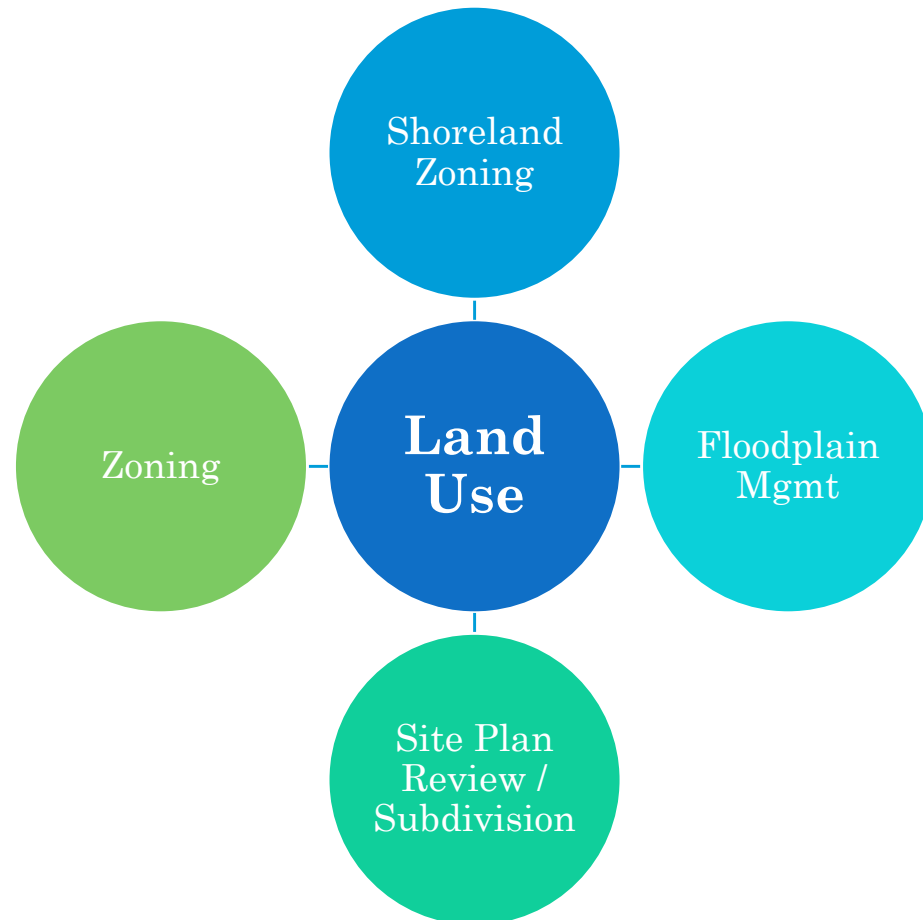 Shoreland
Zoning
Zoning
Land
Use
Floodplain
Mgmt
Site Plan
Review /
Subdivision